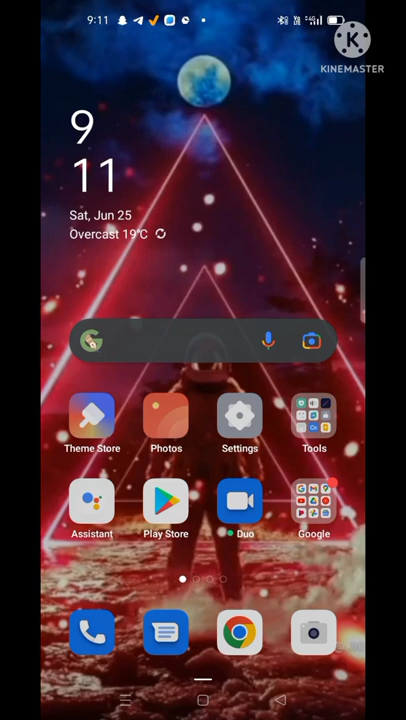 9:11
K
KINEMASTER
9
11
Sat, Jun 25
Overcast 19°C
Theme Store
Photos
Settings
Tools
Assistant
Play Store
Duo
Google